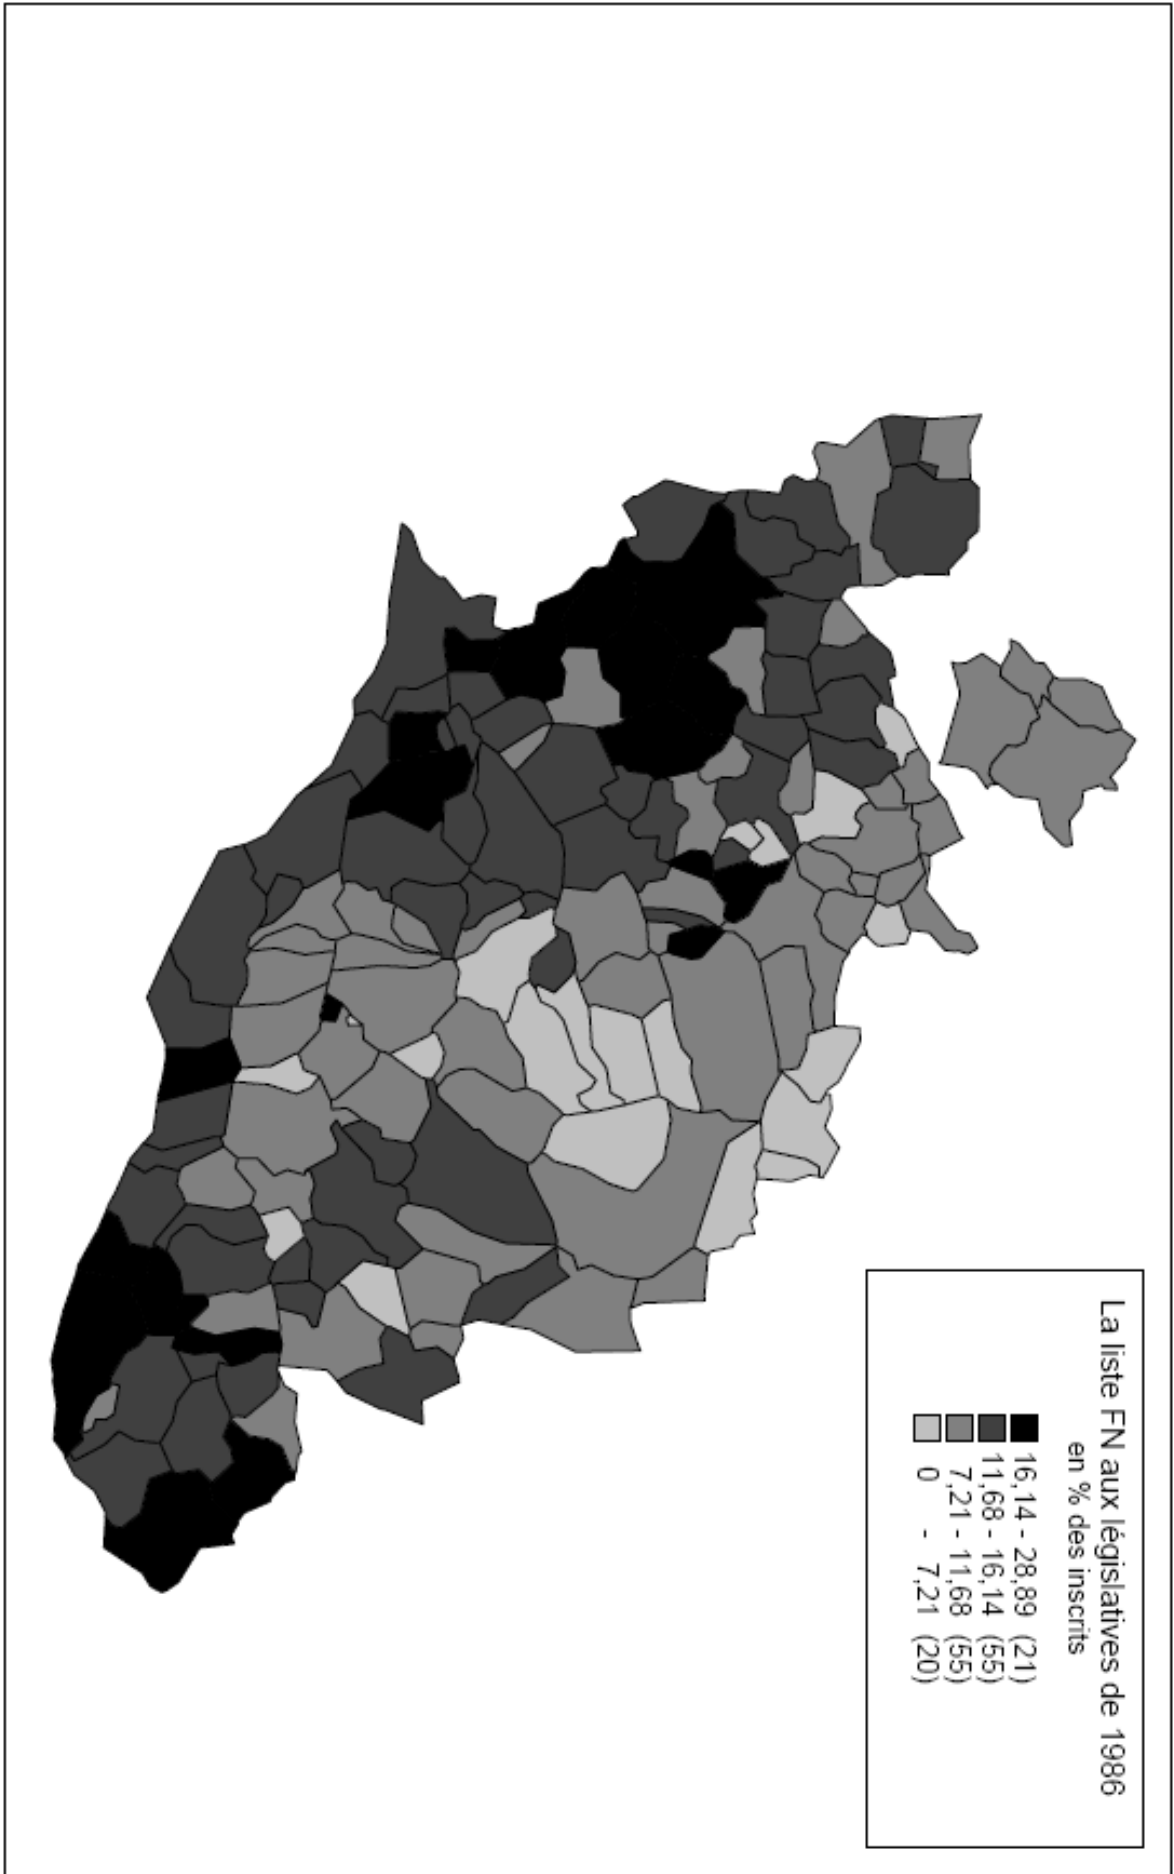 La liste FN aux législatives de 1986
en % des inscrits
16,14 - 28,89 (21)
11,68 - 16,14 (55)
7,21 - 11,68 (55)
0 - 7,21 (20)